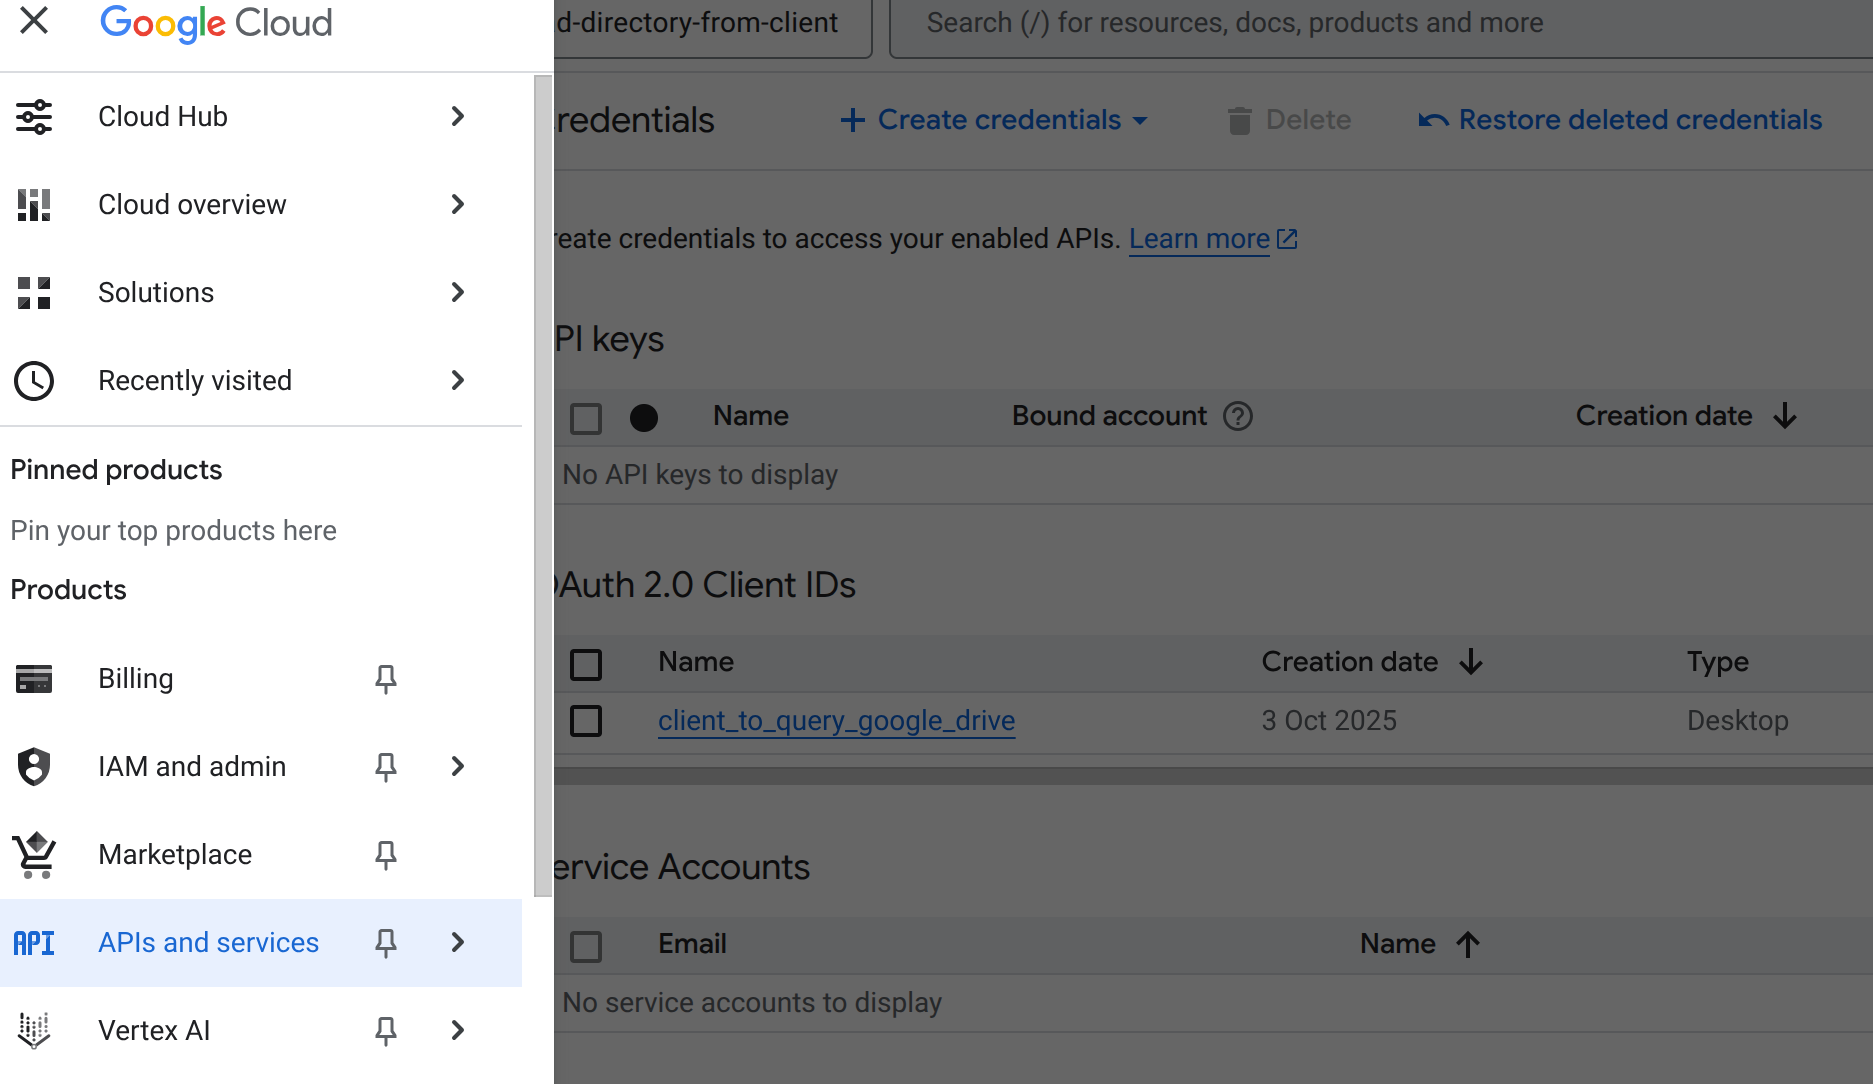 Google Cloud
d-directory-from-client
Search (/) for resources, docs, products and more
Cloud Hub
Cloud overview
Solutions
Recently visited
Pinned products
Pin your top products here
Products
Billing
IAM and admin
Marketplace
API APIs and services
Vertex AI
redentials
Create credentials
Delete
Restore deleted credentials
reate credentials to access your enabled APIs. Learn more
PI keys
Name Bound account Creation date
No API keys to display
OAuth 2.0 Client IDs
Name Creation date Type
client_to_query_google_drive 3 Oct 2025 Desktop
ervice Accounts
Email Name
No service accounts to display